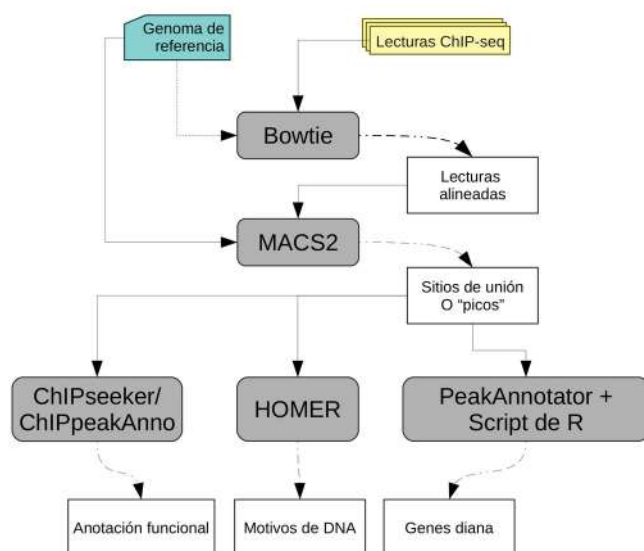 Genoma de
referencia
Lecturas ChIP-seq
Bowtie
Lecturas
alineadas
MACS2
Sitios de unión
O “picos”
ChIPseeker/
ChIPpeakAnno
HOMER
PeakAnnotator +
Script de R
Anotación funcional
Motivos de DNA
Genes diana